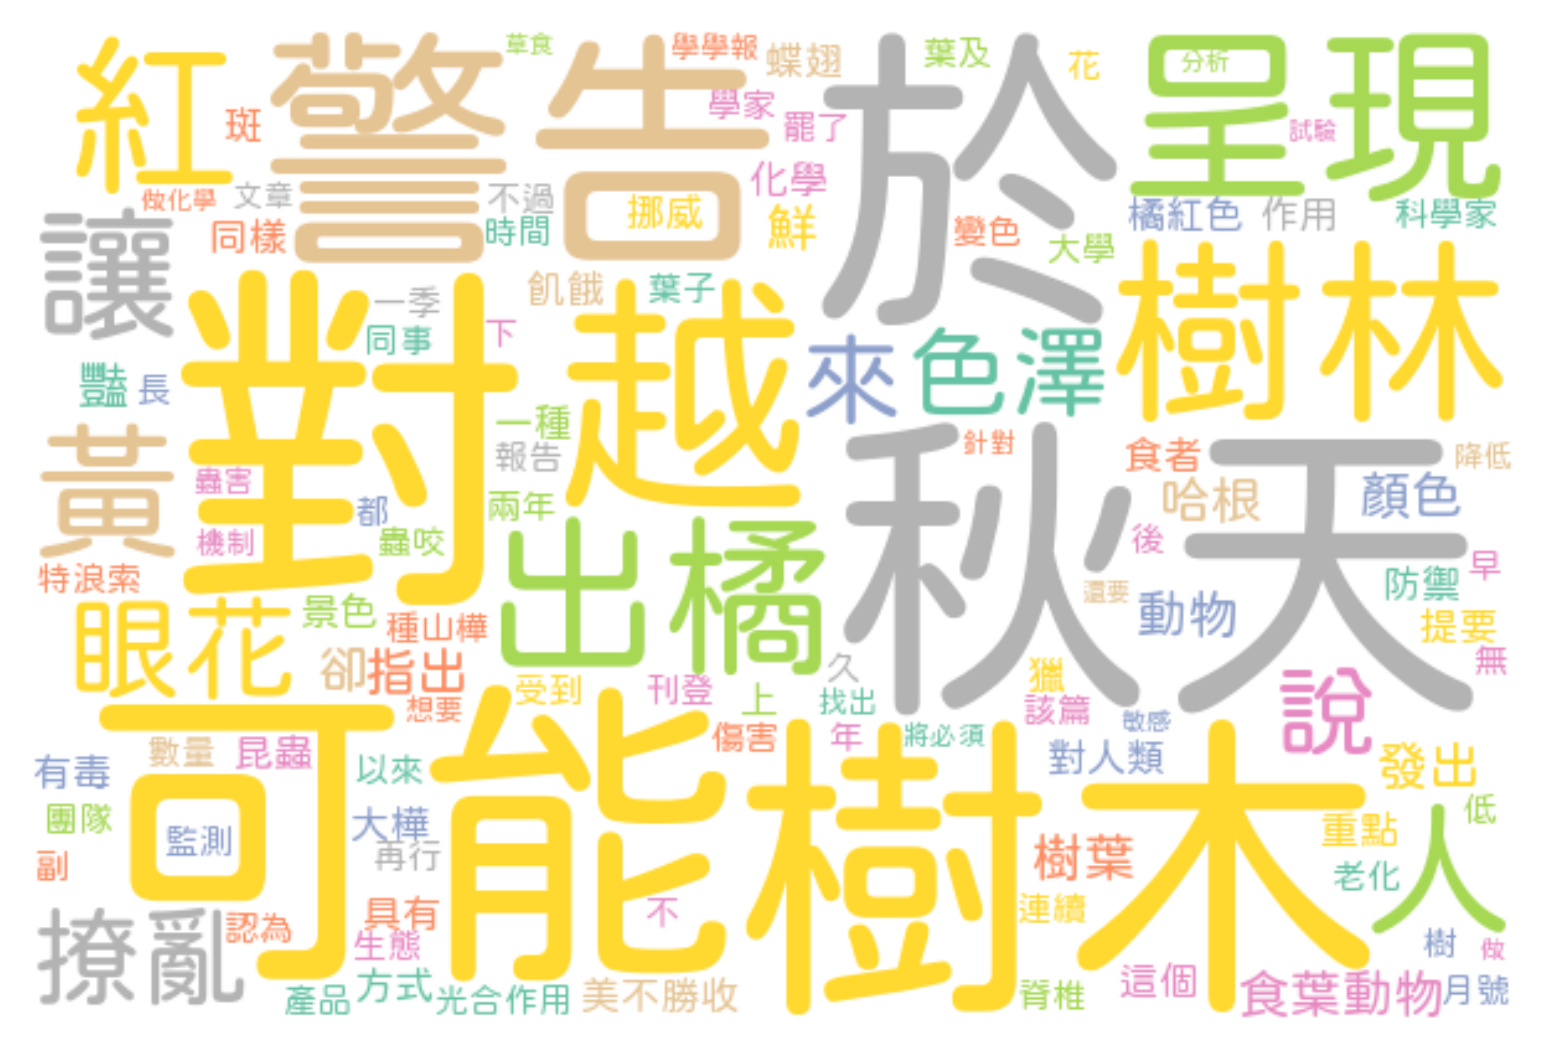 紅
警告
草食
學學報
蝶翅
於
葉及
花
呈現
分析
斑
學家
罷了
試驗
做化學
文章
不過
化學
讓
同樣
時間
挪威
鮮
變色
大學
橘紅色
作用
科學家
對
越
一季
飢餓
葉子
同事
下
來
色澤
樹林
豔
長
一種
報告
秋天
針對
食者
降低
黃
蟲害
都
兩年
哈根
顏色
機制
蟲咬
出橘
後
早
特浪索
還要
防禦
眼花
景色
種山樺
動物
提要
卻
指出
久
獵
無
想要
受到
刊登
上
找出
該篇
說
可能
樹木
敏感
有毒
數量
昆蟲
以來
傷害
年
將必須
對人類
發出
團隊
監測
大樺
再行
樹葉
重點
低
副
老化
人
撩亂
認為
具有
不
連續
生態
樹
做
產品
方式
光合作用
美不勝收
脊椎
這個
食葉動物
月號